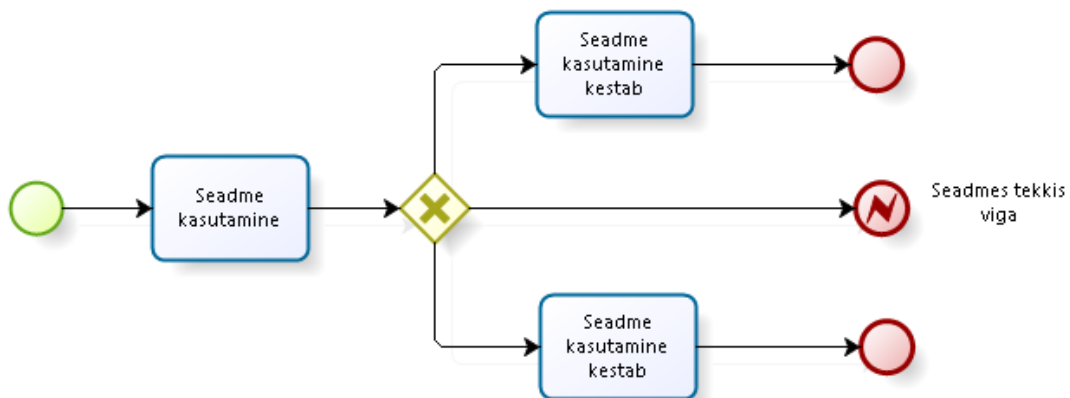 Seadme
kasutamine
kestab
Seadme
kasutamine
Seadmes tekkis
viga
Seadme
kasutamine
kestab